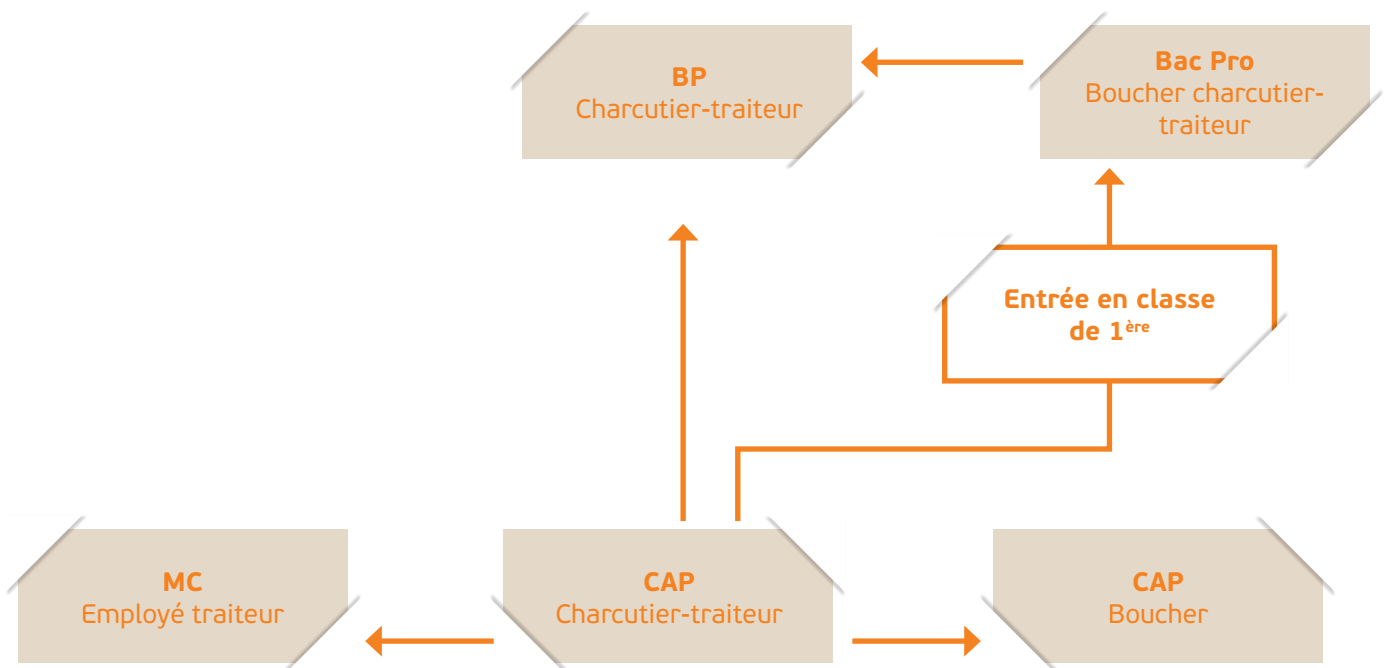 BP
Charcutier-traiteur
Bac Pro
Boucher charcutier-
traiteur
Entrée en classe
de 1ère
MC
Employé traiteur
CAP
Charcutier-traiteur
CAP
Boucher